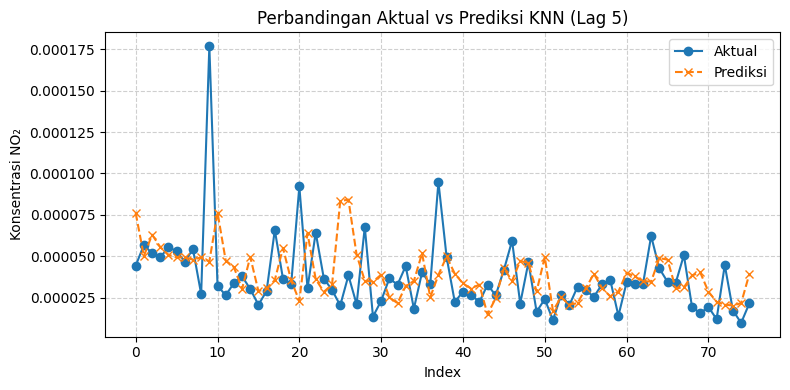 Perbandingan Aktual vs Prediksi KNN (Lag 5)
Aktual
Prediksi
Konsentrasi NO₂
0.000175
0.000150
0.000125
0.000100
0.000075
0.000050
0.000025
0 10 20 30 40 50 60 70
Index